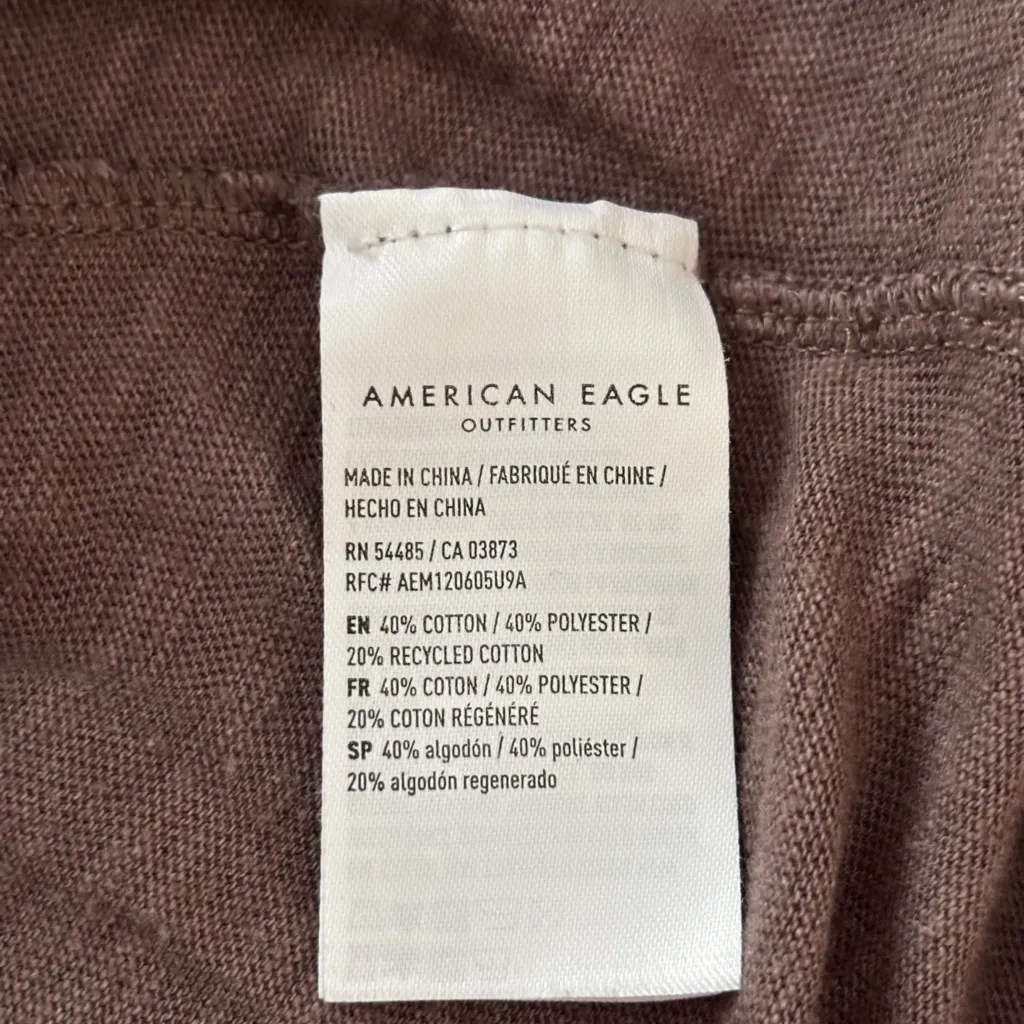 AMERICAN EAGLE
OUTFITTERS
MADE IN CHINA / FABRIQUÉ EN CHINE /
HECHO EN CHINA
RN 54485 / CA 03873
RFC# AEM120605U9A
EN 40% COTTON / 40% POLYESTER /
20% RECYCLED COTTON
FR 40% COTON / 40% POLYESTER /
20% COTON RÉGÉNÉRÉ
SP 40% algodón / 40% poliéster /
20% algodón regenerado